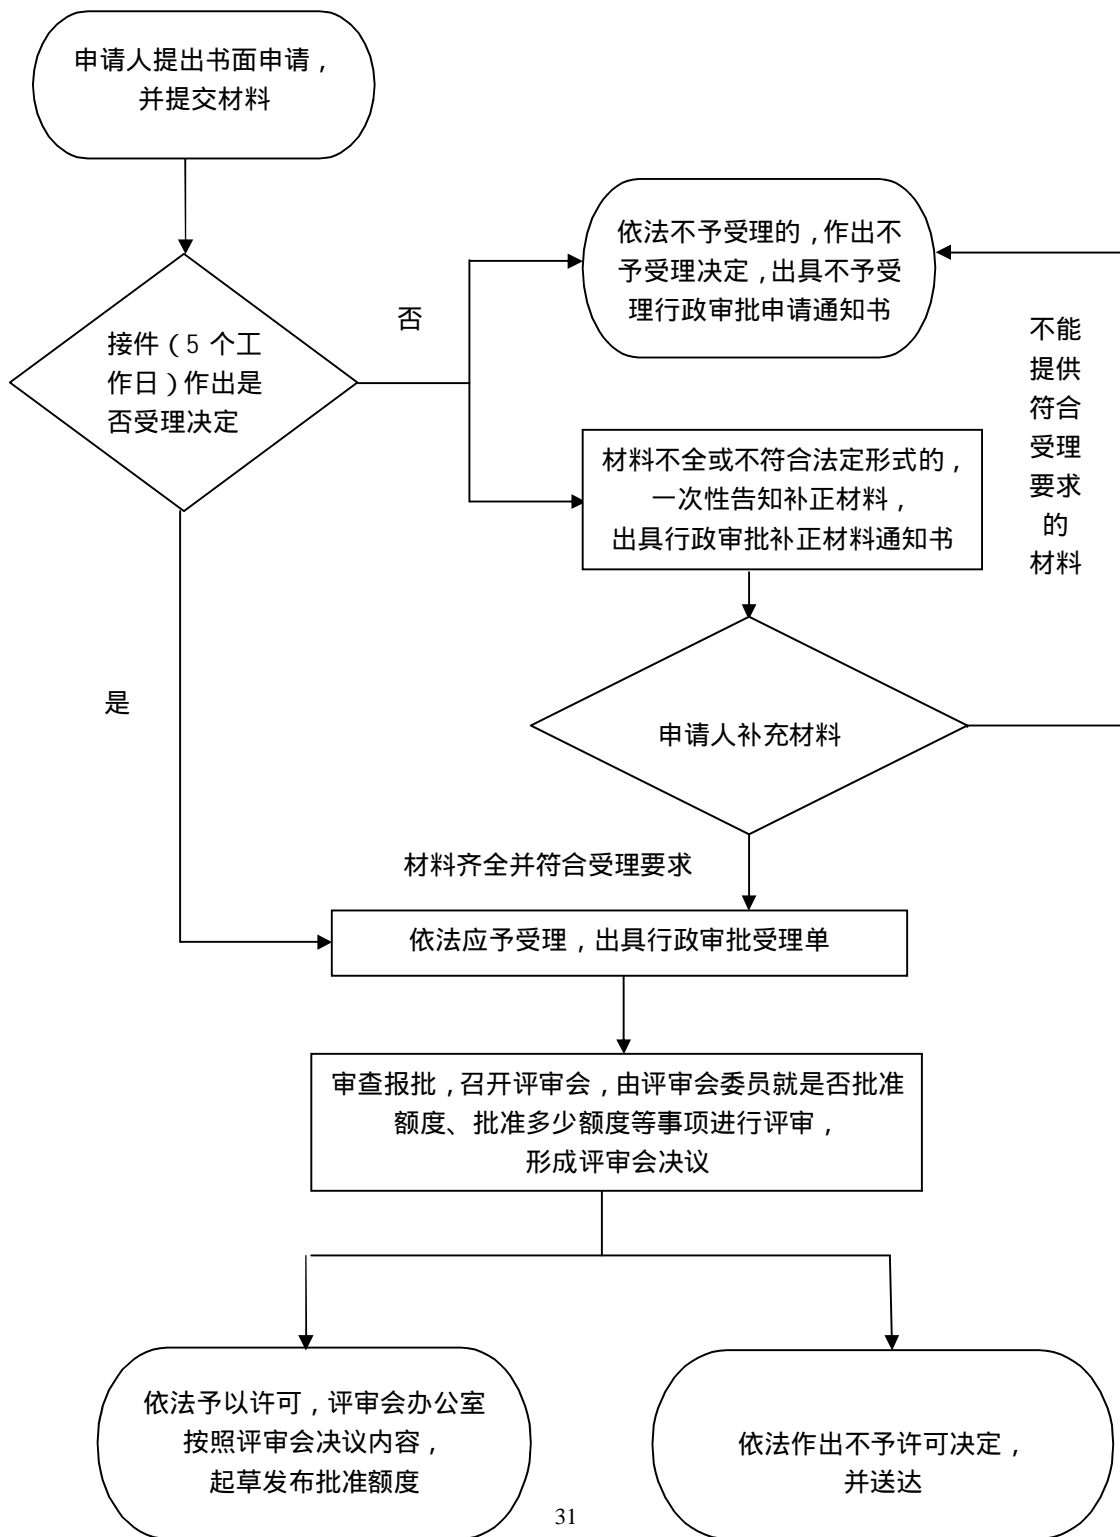 申请人提出书面申请，
并提交材料
依法不予受理的，作出不
予受理决定，出具不予受
理行政审批申请通知书
否
接件（5 个工
作日）作出是
否受理决定
不能
提供
符合
受理
要求
的
材料
材料不全或不符合法定形式的，
一次性告知补正材料，
出具行政审批补正材料通知书
是
申请人补充材料
材料齐全并符合受理要求
依法应予受理，出具行政审批受理单
审查报批，召开评审会，由评审会委员就是否批准
额度、批准多少额度等事项进行评审，
形成评审会决议
依法予以许可，评审会办公室
按照评审会决议内容，
起草发布批准额度
依法作出不予许可决定，
并送达
31